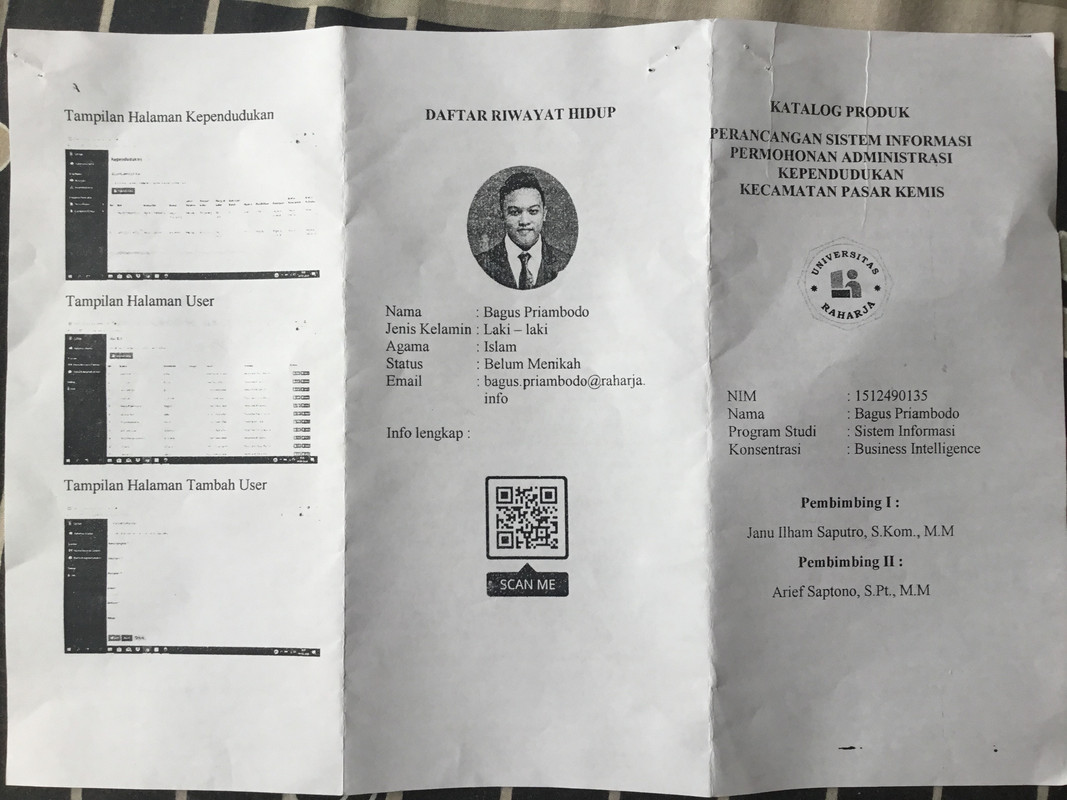 Tampilan Halaman Kependudukan
Tampilan Halaman User
Tampilan Halaman Tambah User
DAFTAR RIWAYAT HIDUP
Nama : Bagus Priambodo
Jenis Kelamin : Laki – laki
Agama : Islam
Status : Belum Menikah
Email : bagus.priambodo@raharja.
info
Info lengkap :
SCAN ME
KATALOG PRODUK
PERANCANGAN SISTEM INFORMASI
PERMOHONAN ADMINISTRASI
KEPENDUDUKAN
KECAMATAN PASAR KEMIS
UNIVERSITAS
RAHARJA
NIM : 1512490135
Nama : Bagus Priambodo
Program Studi : Sistem Informasi
Konsentrasi : Business Intelligence
Pembimbing I :
Janu Ilham Saputro, S.Kom., M.M
Pembimbing II :
Arief Saptono, S.Pt., M.M